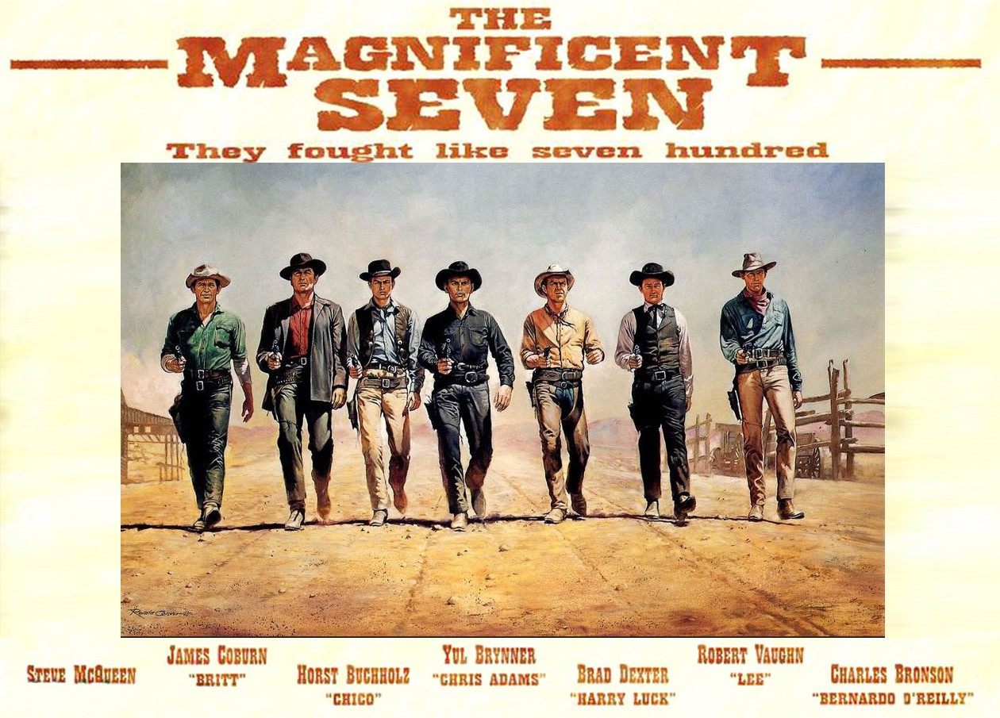 THE
MAGNIFICENT
SEVEN
They fought like seven hundred
STEVE MCQUEEN
JAMES COBURN
"BRITT"
HORST BUCHHOLZ
"CHICO"
YUL BRYNNER
"CHRIS ADAMS"
BRAD DEXTER
"HARRY LUCK"
ROBERT VAUGHN
"LEE"
CHARLES BRONSON
"BERNARDO O'REILLY"